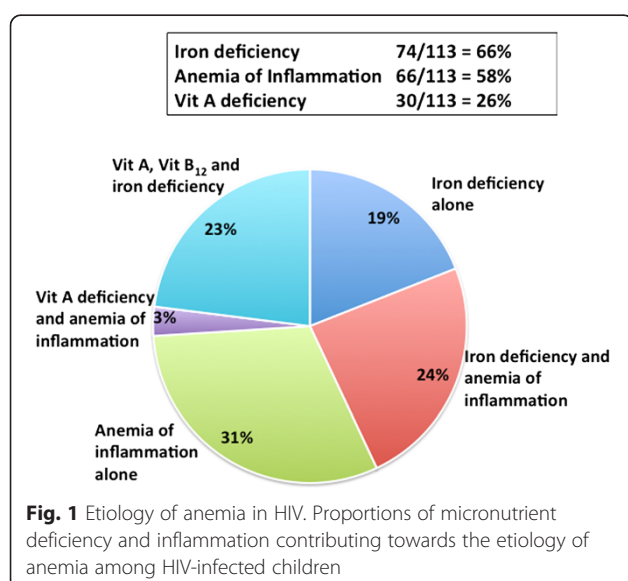 Iron deficiency 74/113 = 66%
Anemia of Inflammation 66/113 = 58%
Vit A deficiency 30/113 = 26%
Vit A, Vit B12 and
iron deficiency
23%
Iron deficiency
alone
19%
Vit A deficiency
and anemia of
inflammation
3%
Iron deficiency and
anemia of
inflammation
24%
Anemia of
inflammation
alone
31%
Fig. 1 Etiology of anemia in HIV. Proportions of micronutrient
deficiency and inflammation contributing towards the etiology of
anemia among HIV-infected children